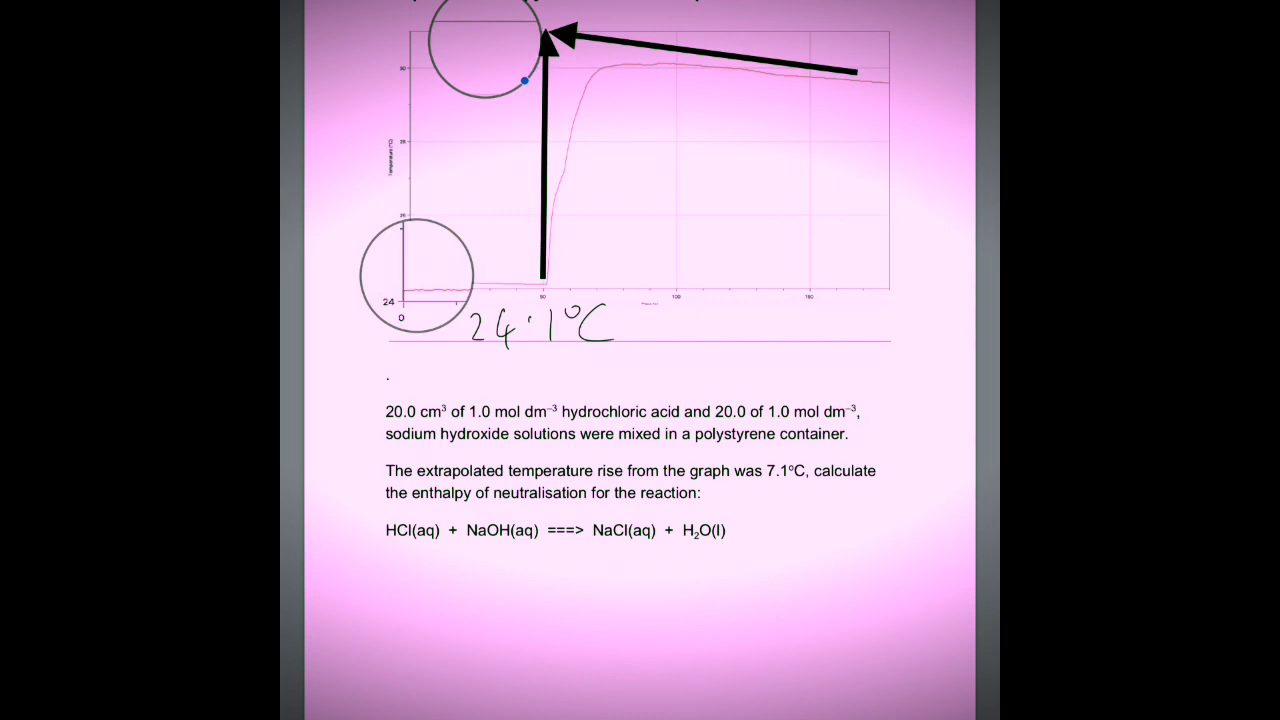 30
28
26
Temperature (°C)
24
0
50
100
150
24.1°C
.
20.0 cm³ of 1.0 mol dm⁻³ hydrochloric acid and 20.0 of 1.0 mol dm⁻³,
sodium hydroxide solutions were mixed in a polystyrene container.
The extrapolated temperature rise from the graph was 7.1°C, calculate
the enthalpy of neutralisation for the reaction:
HCl(aq) + NaOH(aq) ===> NaCl(aq) + H₂O(l)